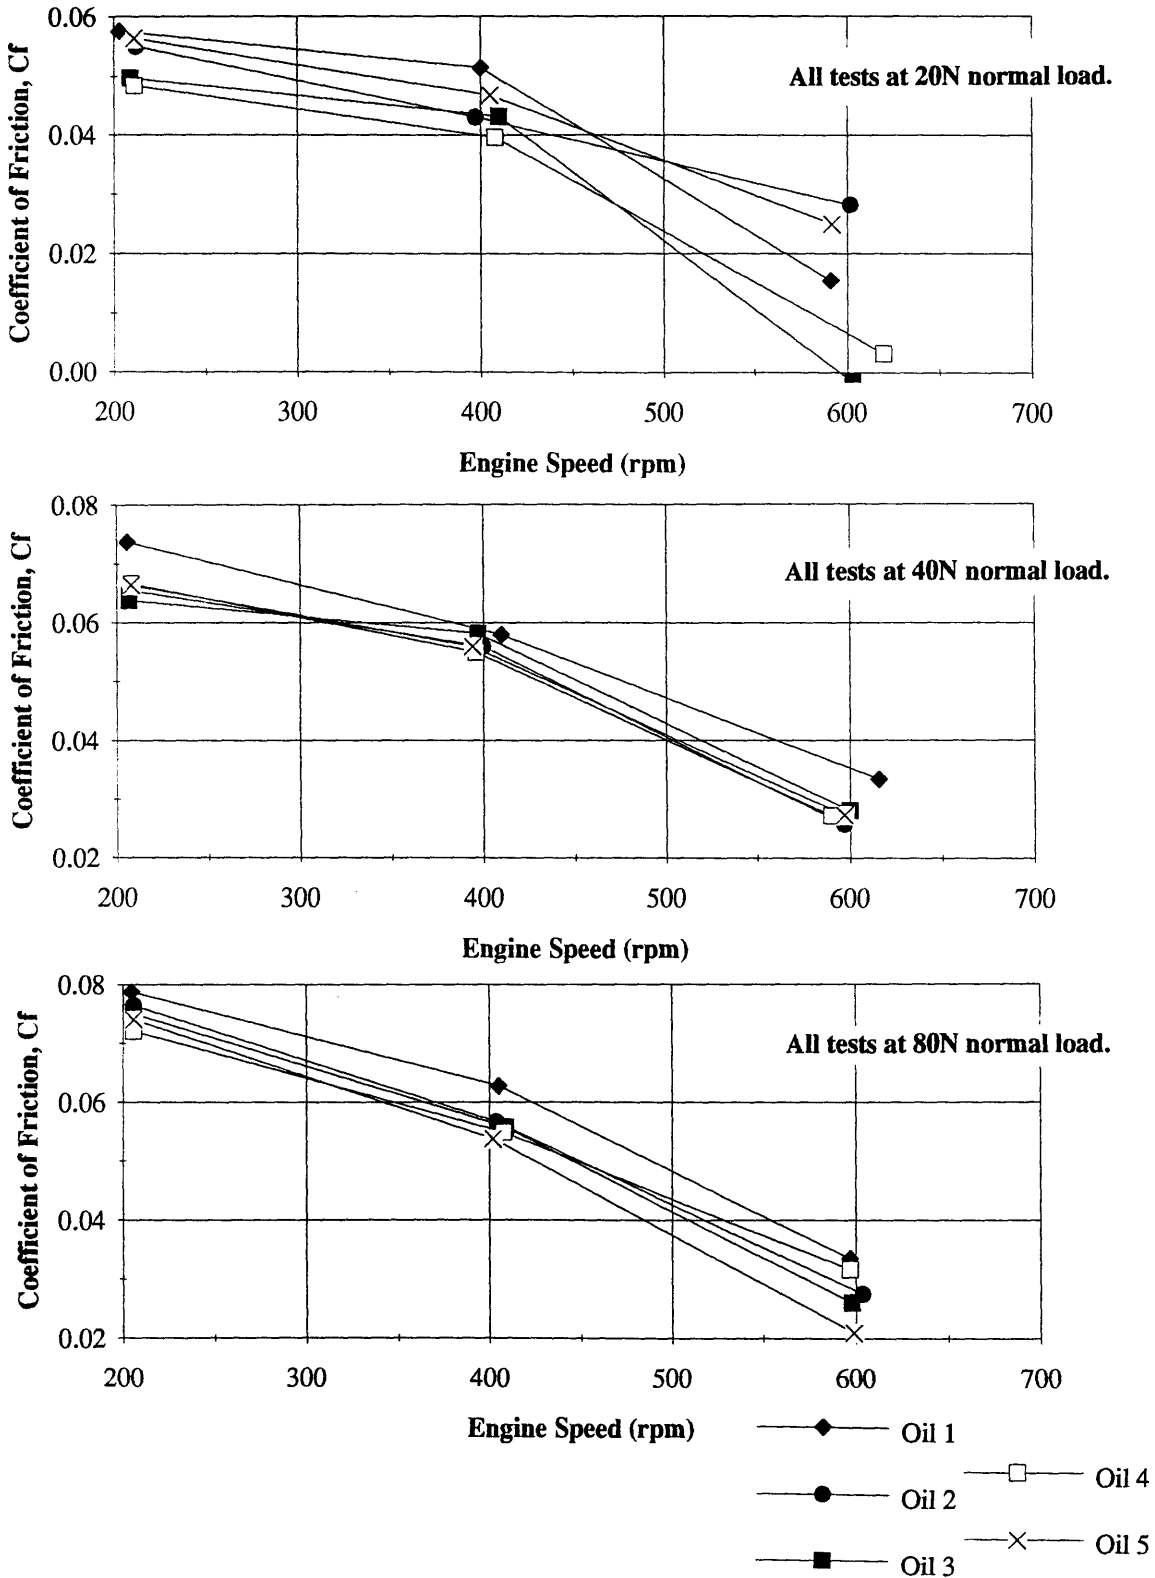 0.06
All tests at 20N normal load.
0.04
0.02
0.00
Coefficient of Friction, Cf
200 300 400 500 600 700
Engine Speed (rpm)
0.08
All tests at 40N normal load.
0.06
0.04
0.02
Coefficient of Friction, Cf
200 300 400 500 600 700
Engine Speed (rpm)
0.08
All tests at 80N normal load.
0.06
0.04
0.02
Coefficient of Friction, Cf
200 300 400 500 600 700
Engine Speed (rpm)
Oil 1
Oil 4
Oil 2
Oil 5
Oil 3